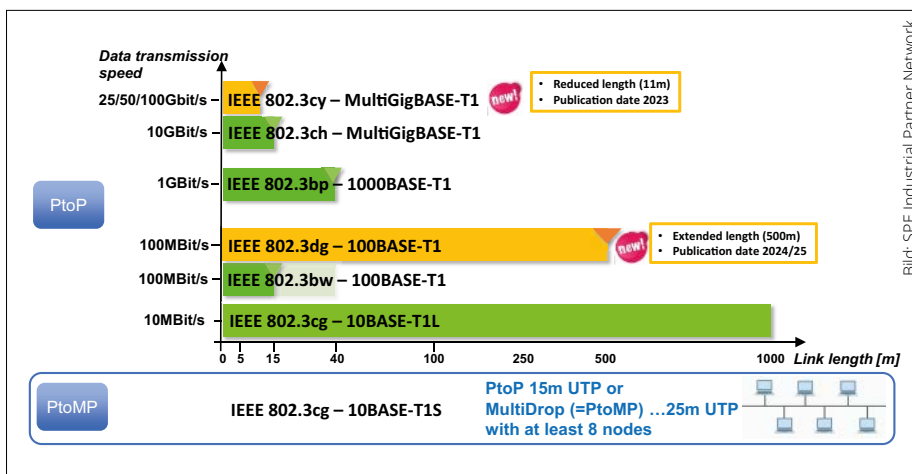 Data transmission
speed
25/50/100Gbit/s
IEEE 802.3cy – MultiGigBASE-T1
new!
• Reduced length (11m)
• Publication date 2023
10GBit/s
IEEE 802.3ch – MultiGigBASE-T1
PtoP
1GBit/s
IEEE 802.3bp – 1000BASE-T1
100MBit/s
IEEE 802.3dg – 100BASE-T1
new!
• Extended length (500m)
• Publication date 2024/25
100MBit/s
IEEE 802.3bw – 100BASE-T1
10MBit/s
IEEE 802.3cg – 10BASE-T1L
0 5 15 40 100 250 500 1000 Link length [m]
PtoMP
IEEE 802.3cg – 10BASE-T1S
PtoP 15m UTP or
MultiDrop (=PtoMP) ...25m UTP
with at least 8 nodes
Bild: SPE Industrial Partner Network